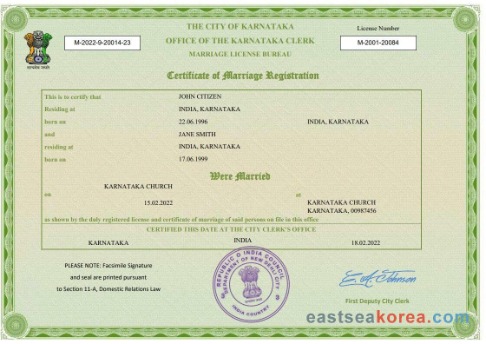 THE CITY OF KARNATAKA
License Number
M-2022-9-20014-23
OFFICE OF THE KARNATAKA CLERK
M-2001-20084
MARRIAGE LICENSE BUREAU
Certificate of Marriage Registration
This is to certify that JOHN CITIZEN
Residing at INDIA, KARNATAKA
born on 22.06.1996 INDIA, KARNATAKA
and JANE SMITH
residing at INDIA, KARNATAKA
born on 17.06.1999
Were Married
KARNATAKA CHURCH
on 15.02.2022 at KARNATAKA CHURCH
KARNATAKA, 00987456
as shown by the duly registered license and certificate of marriage of said persons on file in this office
CERTIFIED THIS DATE AT THE CITY CLERK'S OFFICE
KARNATAKA INDIA 18.02.2022
PLEASE NOTE: Facsimile Signature
and seal are printed pursuant
to Section 11-A, Domestic Relations Law
REPUBLIC O INDIA COUNCIL
DEPARTMENT OF NEW DELHI CITY
INDIA COUNTRY
E. A. Johnson
First Deputy City Clerk
eastseakorea.com